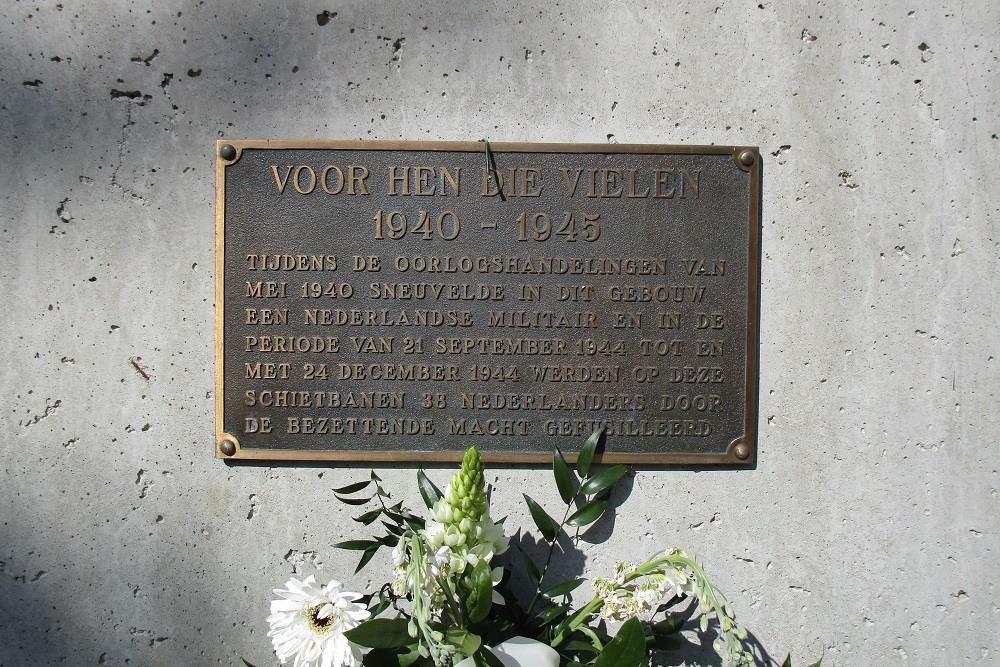 VOOR HEN DIE VIELEN
1940 - 1945
TIJDENS DE OORLOGSHANDELINGEN VAN
MEI 1940 SNEUVELDE IN DIT GEBOUW
EEN NEDERLANDSE MILITAIR EN IN DE
PERIODE VAN 21 SEPTEMBER 1944 TOT EN
MET 24 DECEMBER 1944 WERDEN OP DEZE
SCHIETBANEN 38 NEDERLANDERS DOOR
DE BEZETTENDE MACHT GEFUSILLEERD